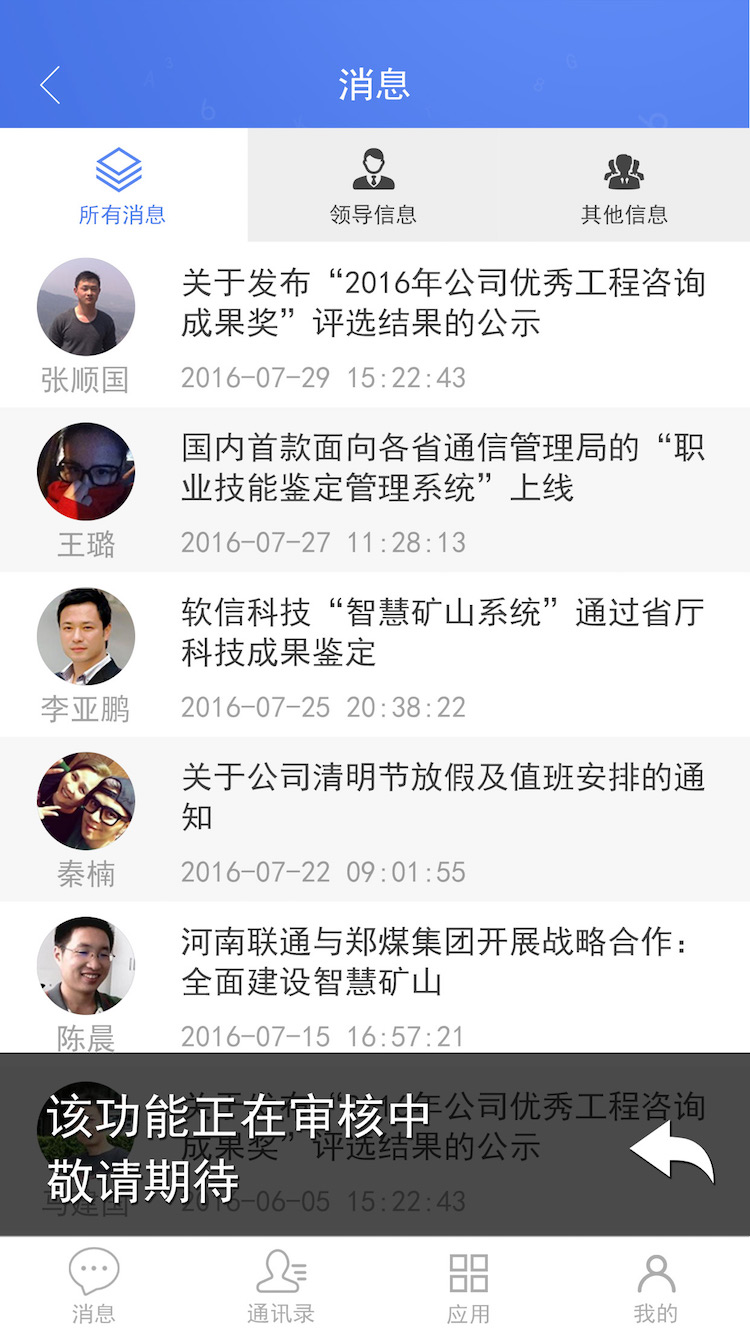 消息
所有消息
领导信息
其他信息
关于发布“2016年公司优秀工程咨询
成果奖”评选结果的公示
张顺国
2016-07-29 15:22:43
国内首款面向各省通信管理局的“职
业技能鉴定管理系统”上线
王璐
2016-07-27 11:28:13
软信科技“智慧矿山系统”通过省厅
科技成果鉴定
李亚鹏
2016-07-25 20:38:22
关于公司清明节放假及值班安排的通
知
秦楠
2016-07-22 09:01:55
河南联通与郑煤集团开展战略合作：
全面建设智慧矿山
陈晨
2016-07-15 16:57:21
关于发布“2016年公司优秀工程咨询
成果奖”评选结果的公示
马建国
2016-06-05 15:22:43
该功能正在审核中
敬请期待
消息
通讯录
应用
我的